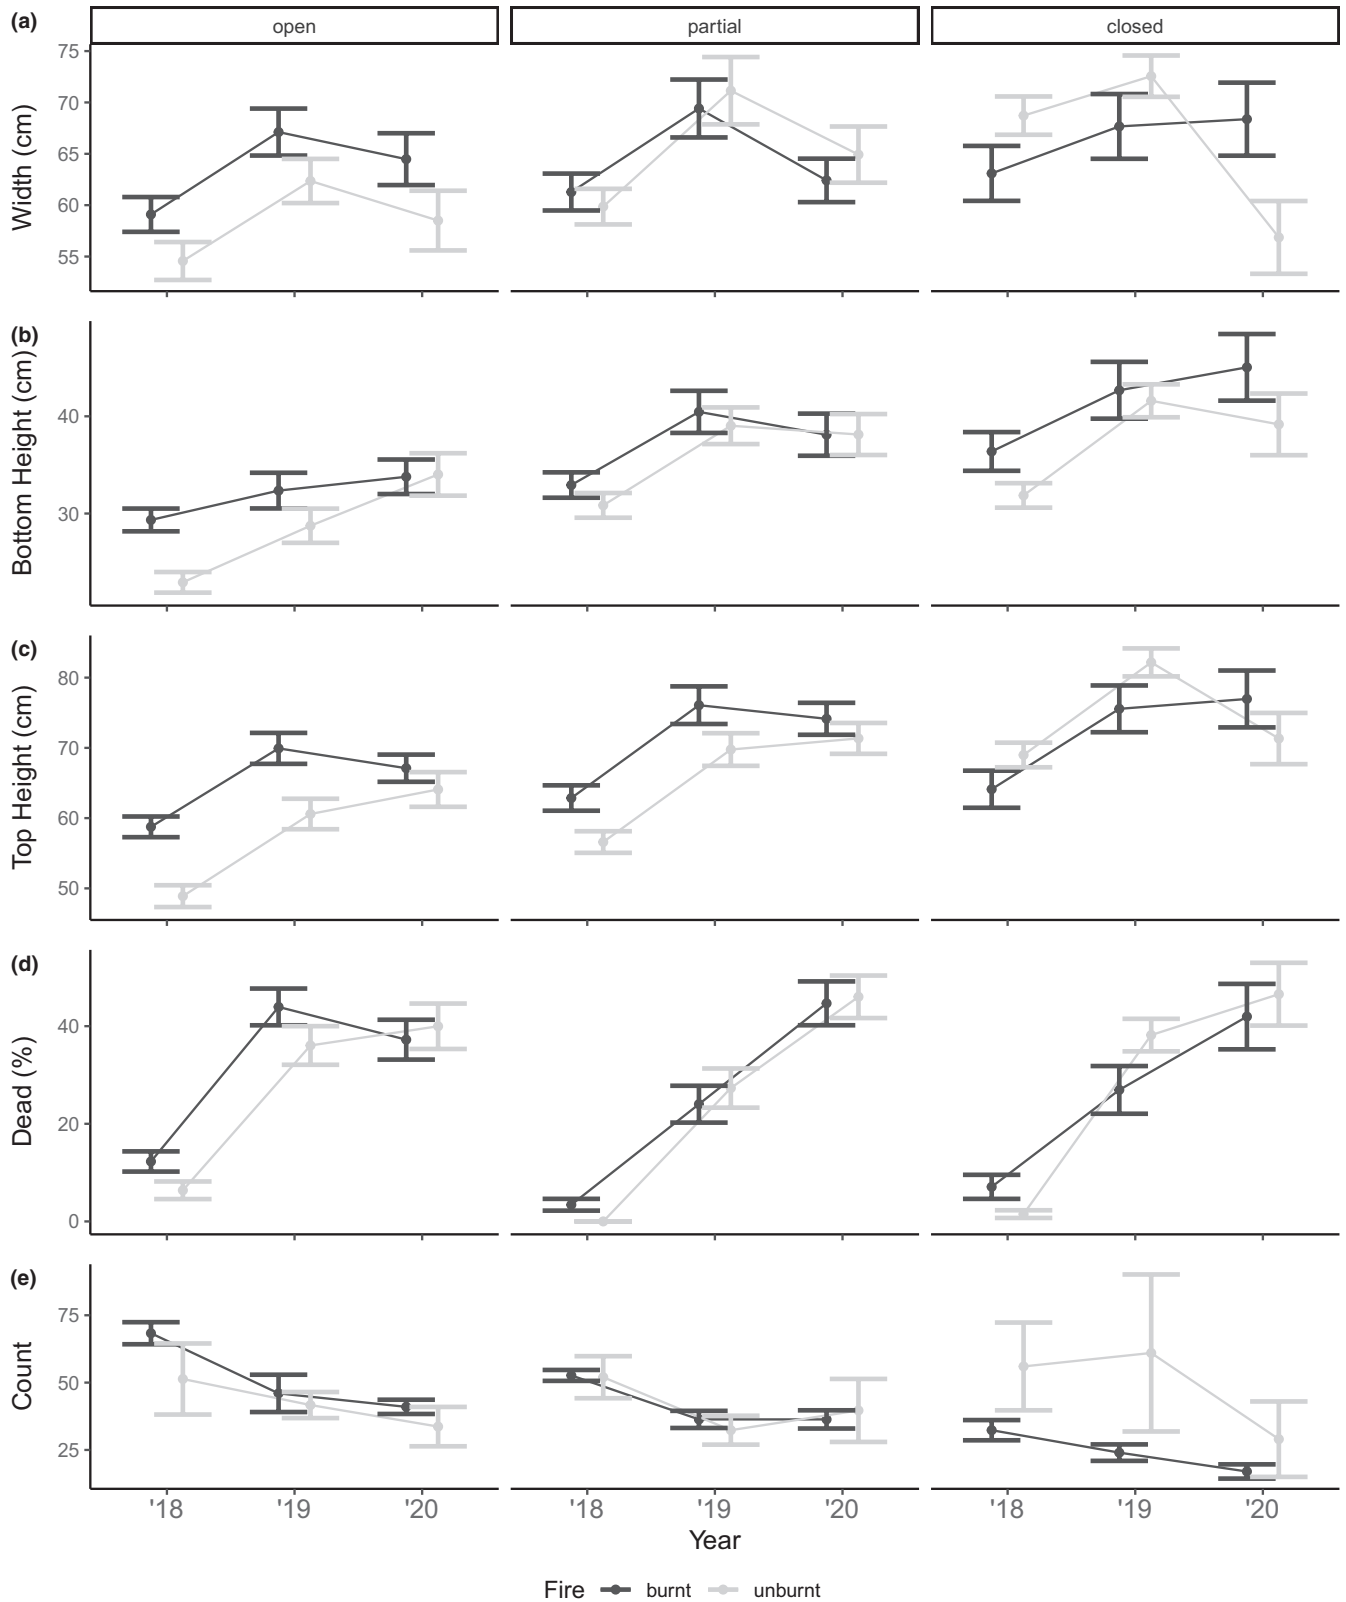 (a)
open partial closed
Width (cm)
75
70
65
60
55
(b)
Bottom Height (cm)
40
30
(c)
Top Height (cm)
80
70
60
50
(d)
Dead (%)
40
20
0
(e)
Count
75
50
25
'18 '19 '20 '18 '19 '20 '18 '19 '20
Year
Fire burnt unburnt